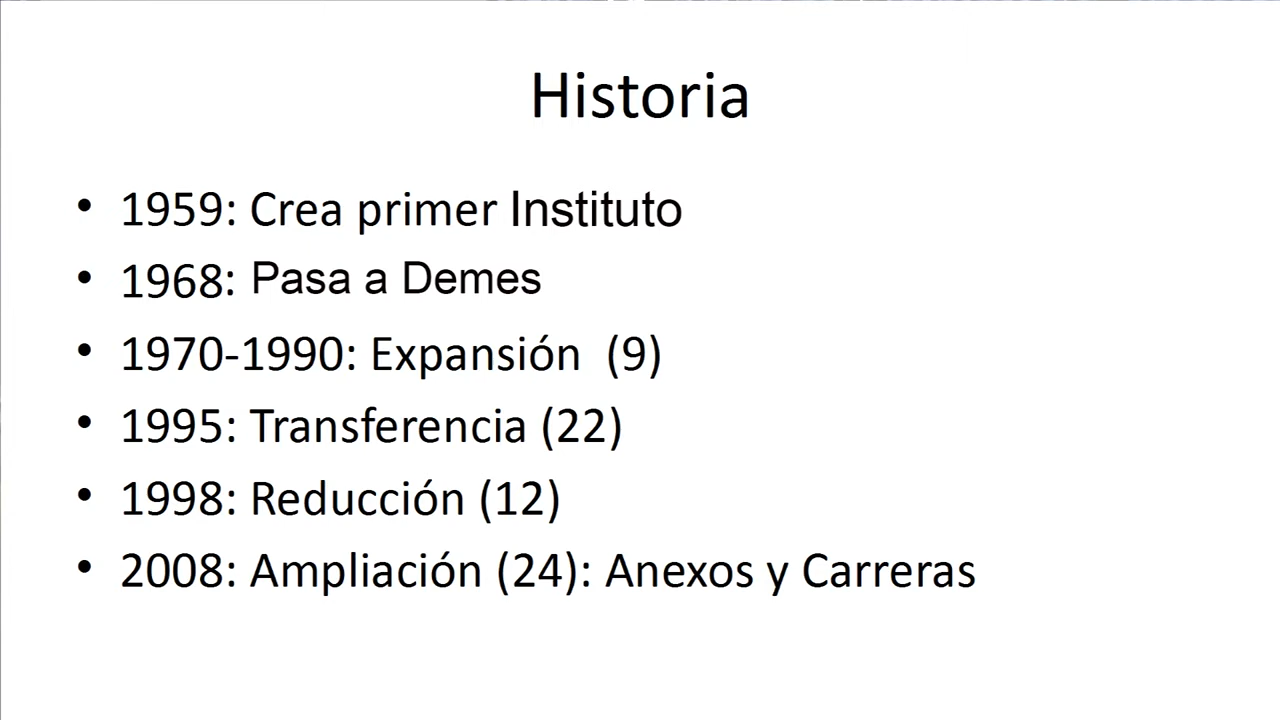 Historia
• 1959: Crea primer Instituto
• 1968: Pasa a Demes
• 1970-1990: Expansión (9)
• 1995: Transferencia (22)
• 1998: Reducción (12)
• 2008: Ampliación (24): Anexos y Carreras